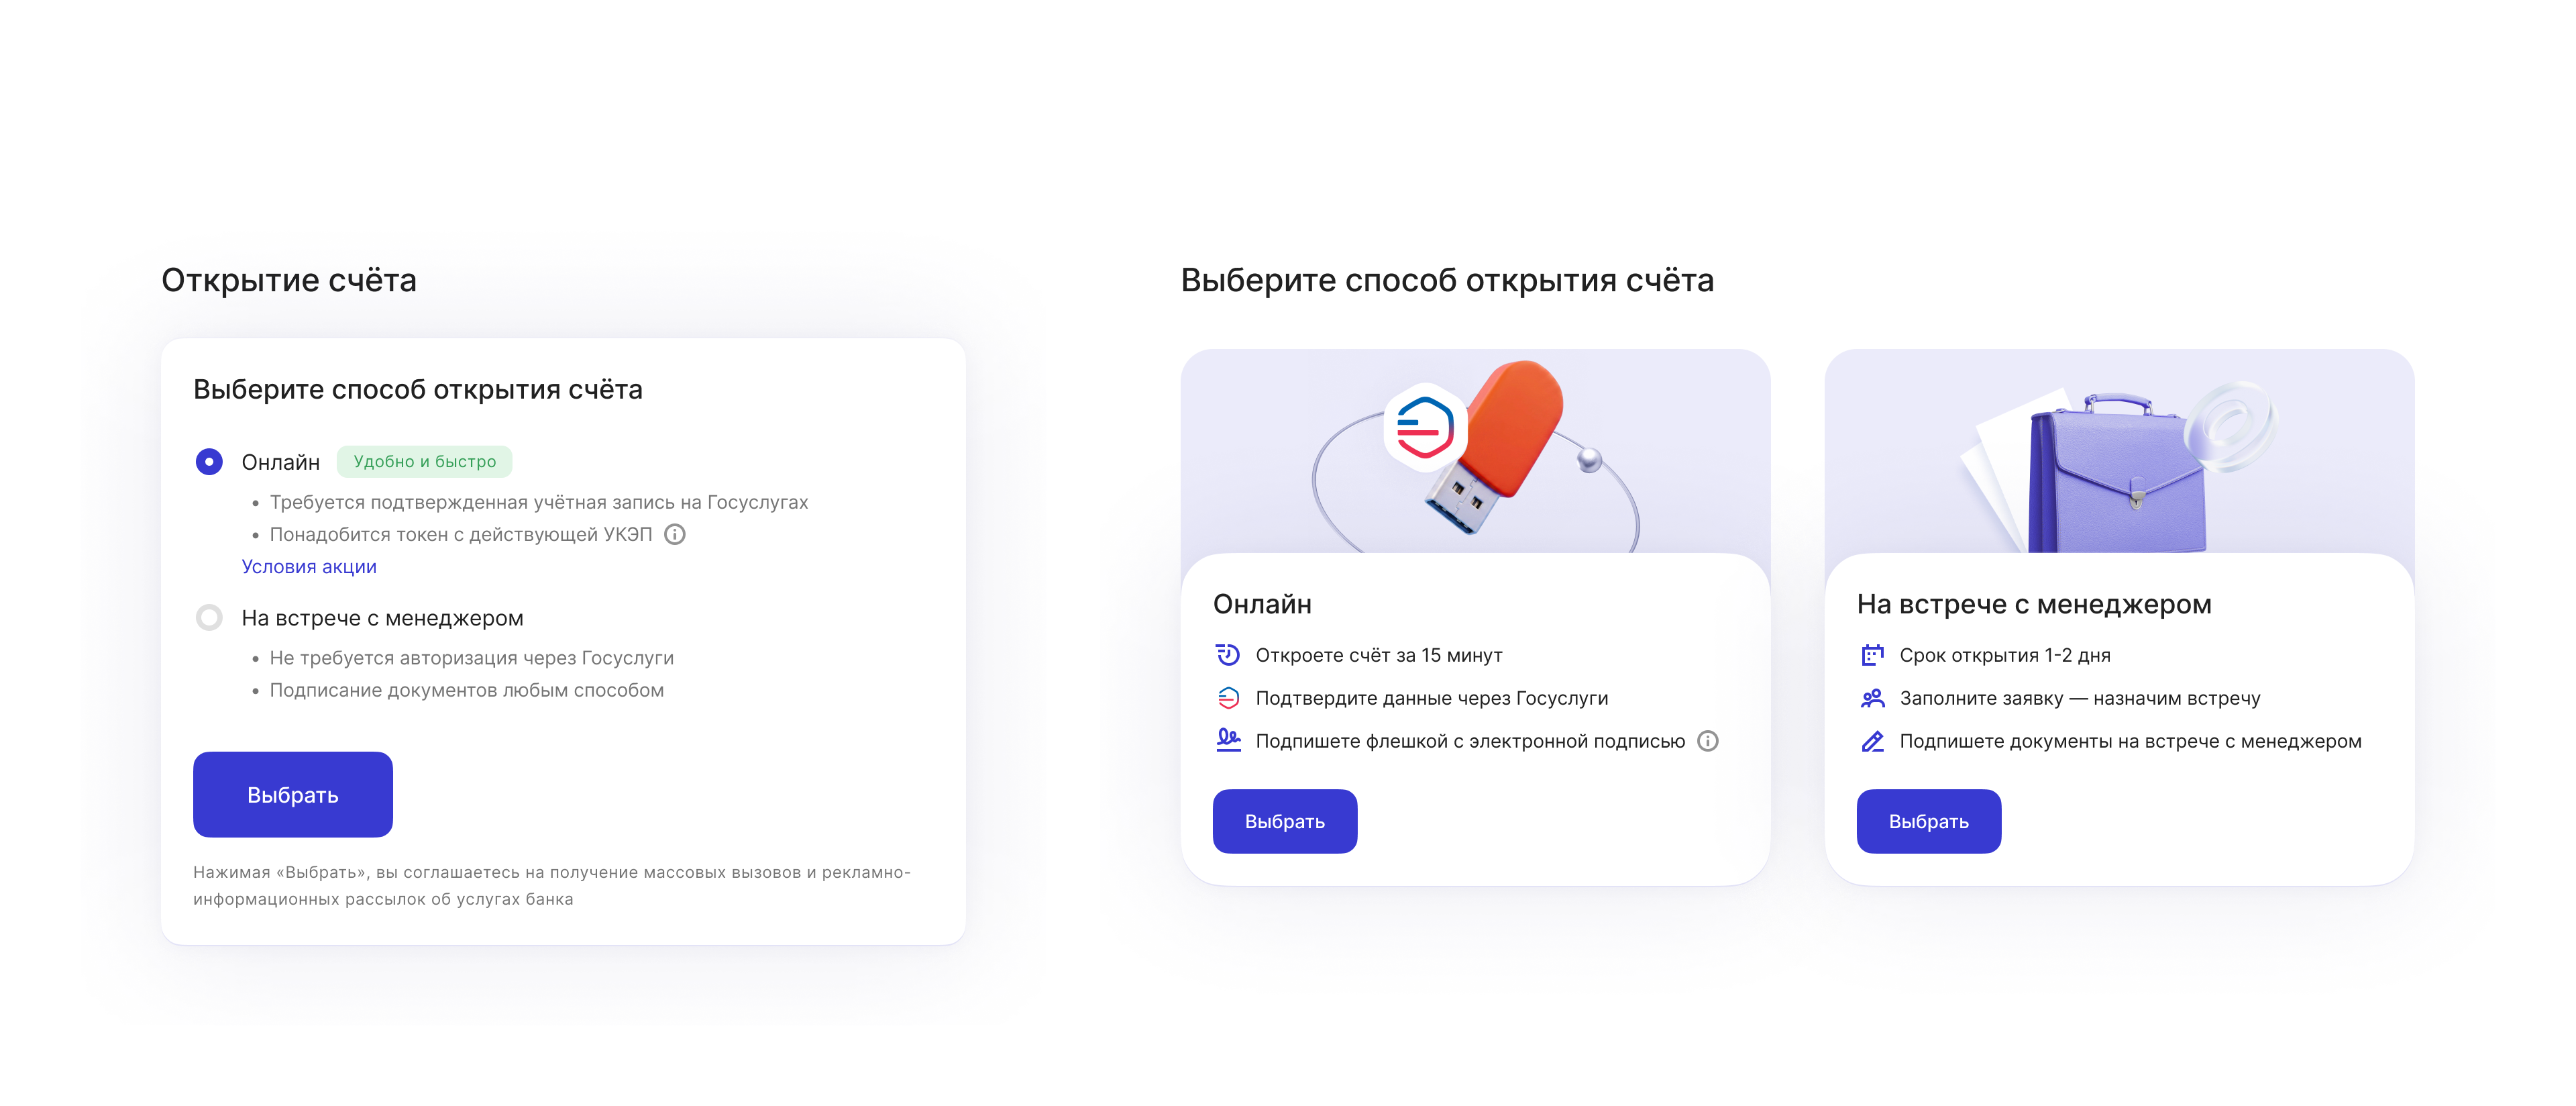 Открытие счёта
Выберите способ открытия счёта
Онлайн
Удобно и быстро
• Требуется подтвержденная учётная запись на Госуслугах
• Понадобится токен с действующей УКЭП
Условия акции
На встрече с менеджером
• Не требуется авторизация через Госуслуги
• Подписание документов любым способом
Выбрать
Нажимая «Выбрать», вы соглашаетесь на получение массовых вызовов и рекламно-
информационных рассылок об услугах банка
Выберите способ открытия счёта
Онлайн
Откроете счёт за 15 минут
Подтвердите данные через Госуслуги
Подпишете флешкой с электронной подписью
Выбрать
На встрече с менеджером
Срок открытия 1-2 дня
Заполните заявку — назначим встречу
Подпишете документы на встрече с менеджером
Выбрать